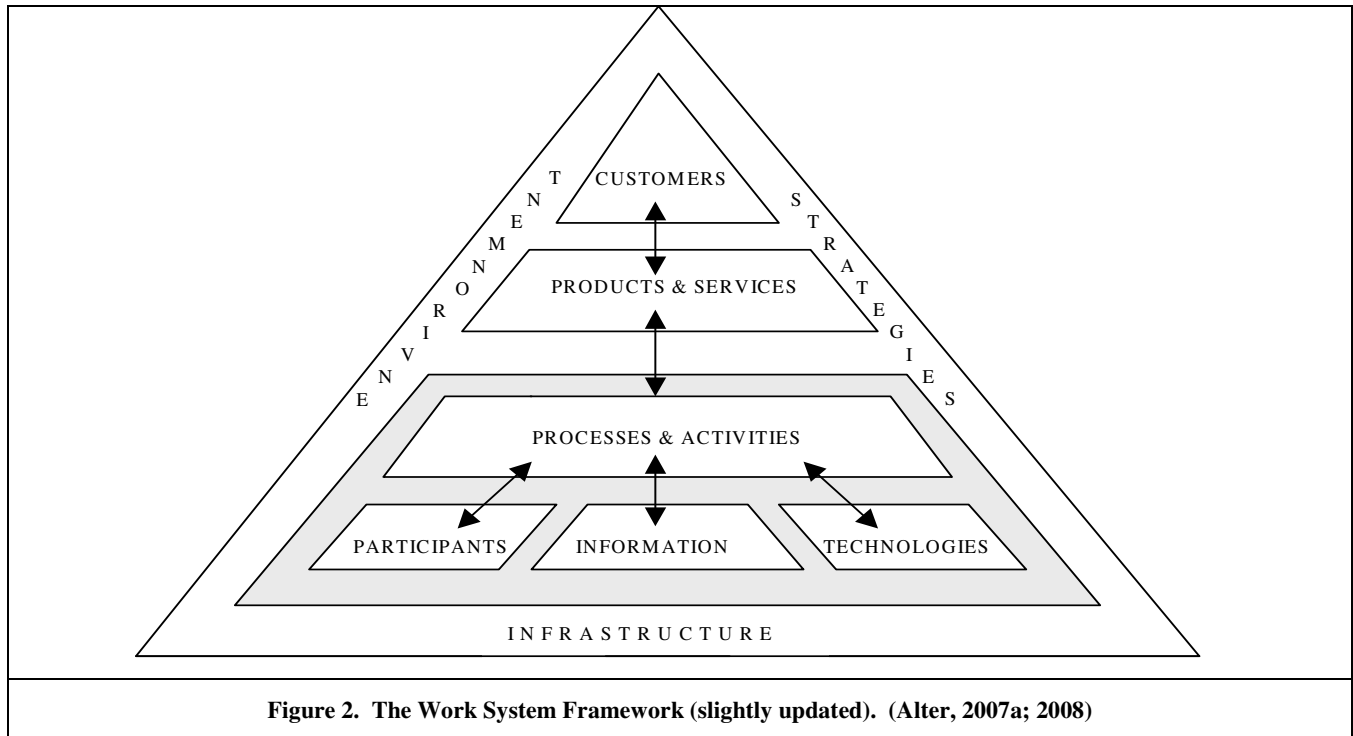 CUSTOMERS
ENVIRONMENT
STRATEGIES
PRODUCTS & SERVICES
PROCESSES & ACTIVITIES
PARTICIPANTS
INFORMATION
TECHNOLOGIES
INFRASTRUCTURE
Figure 2. The Work System Framework (slightly updated). (Alter, 2007a; 2008)